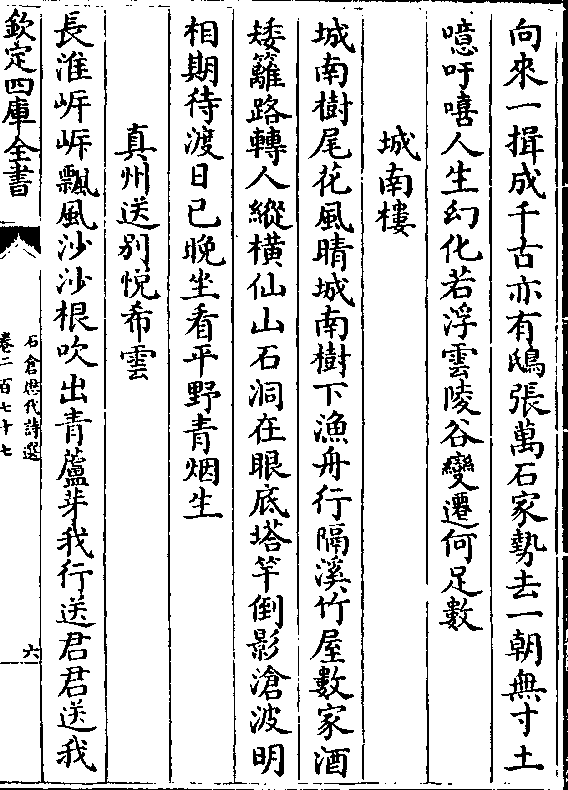 向來一揖成千古亦有鴟張萬石家勢去一朝無寸土
噫吁嘻人生幻化若浮雲陵谷變遷何足數
城南樓
城南樹尾花風晴城南樹下漁舟行隔溪竹屋數家酒
矮籬路轉人縱橫仙山石洞在眼底塔竿倒影滄波明
相期待渡日已晚坐看平野青烟生
真州送别悦希雲
長淮㟁㟁飄風沙沙根吹出青蘆芽我行送君君送我
欽定四庫全書
石倉歷代詩選
卷二百七十七
六